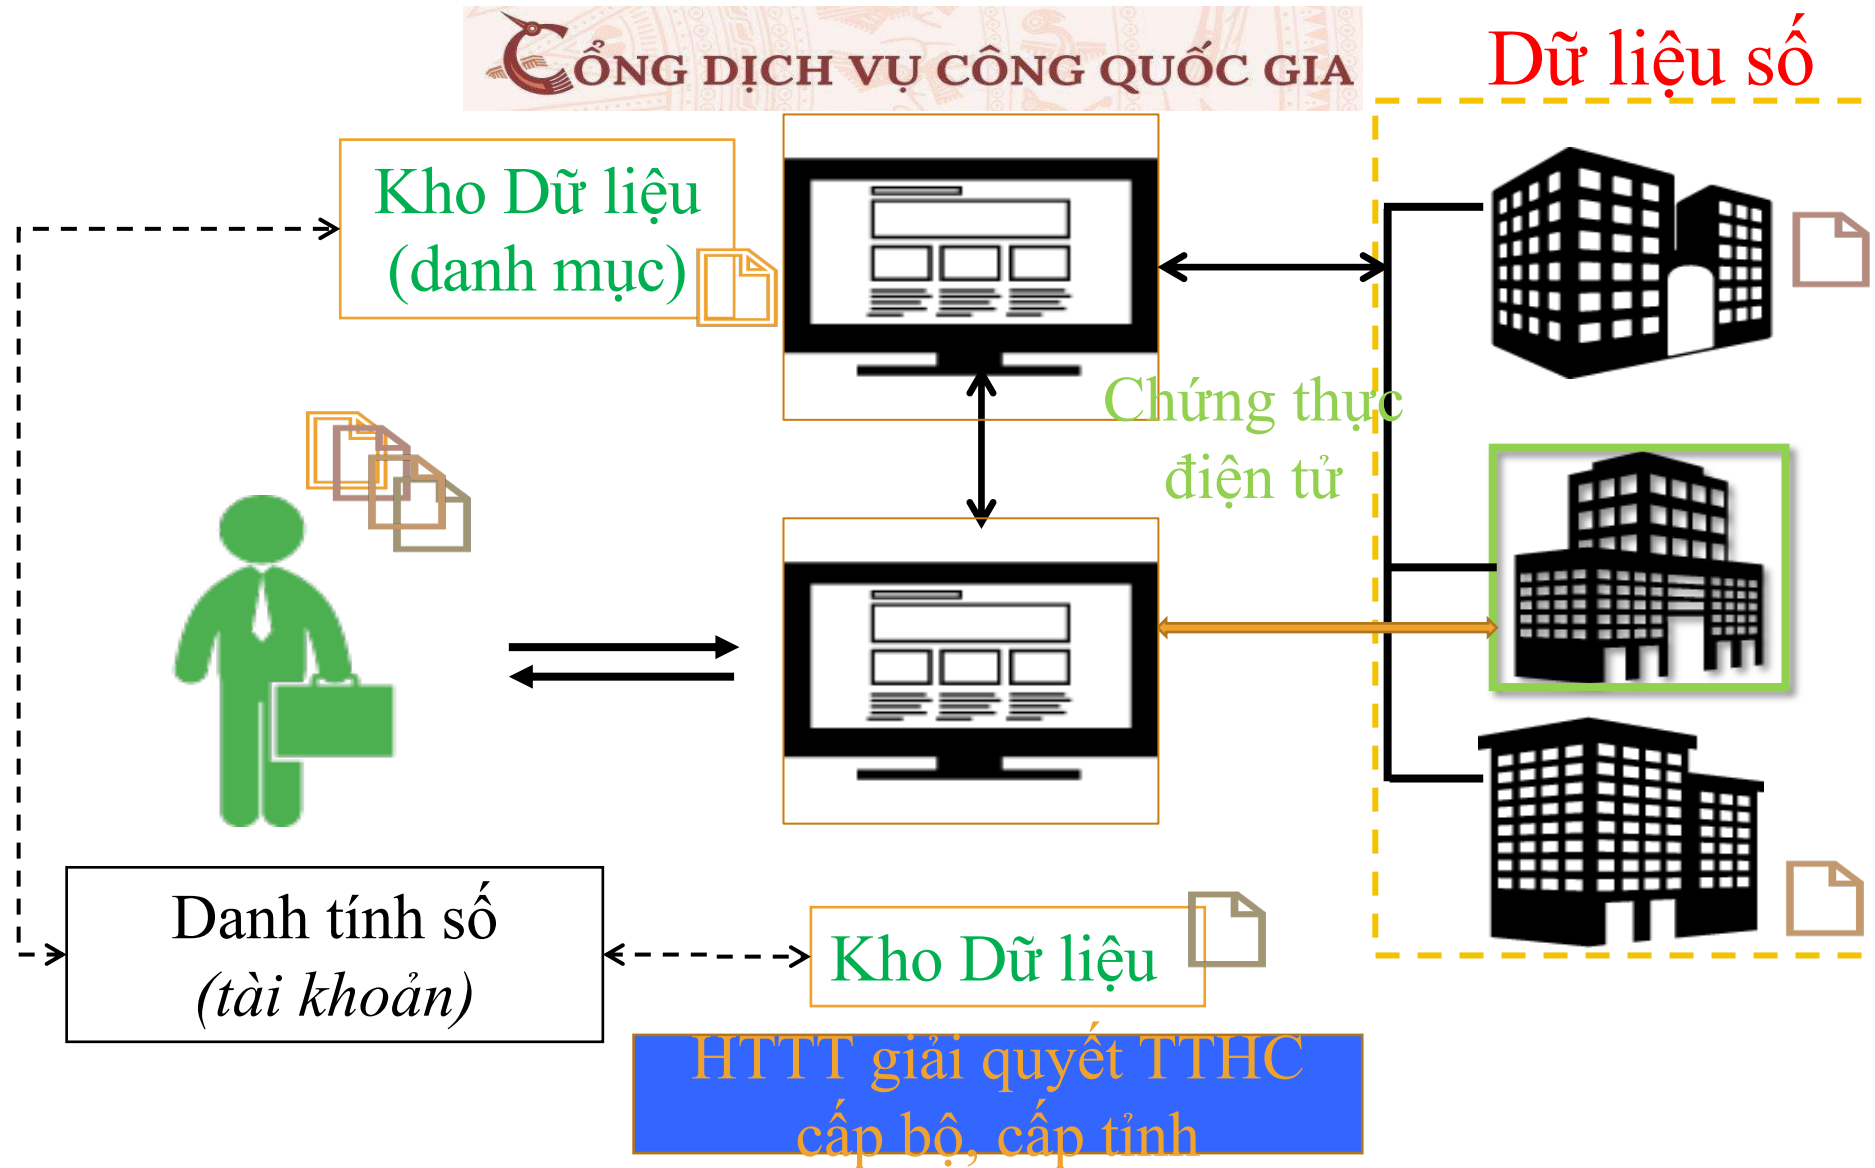 CỔNG DỊCH VỤ CÔNG QUỐC GIA
Dữ liệu số
Kho Dữ liệu
(danh mục)
Chứng thực
điện tử
Danh tính số
(tài khoản)
Kho Dữ liệu
HTTT giải quyết TTHC
cấp bộ, cấp tỉnh